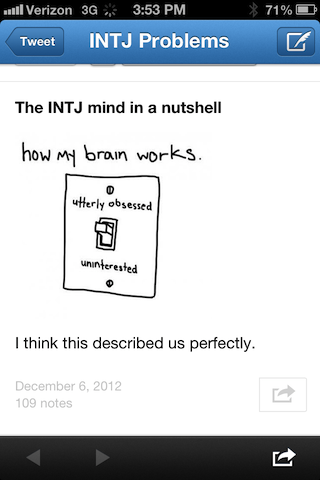 Verizon 3G 3:53 PM 71%
Tweet INTJ Problems
The INTJ mind in a nutshell
how my brain works.
utterly obsessed
uninterested
I think this described us perfectly.
December 6, 2012
109 notes